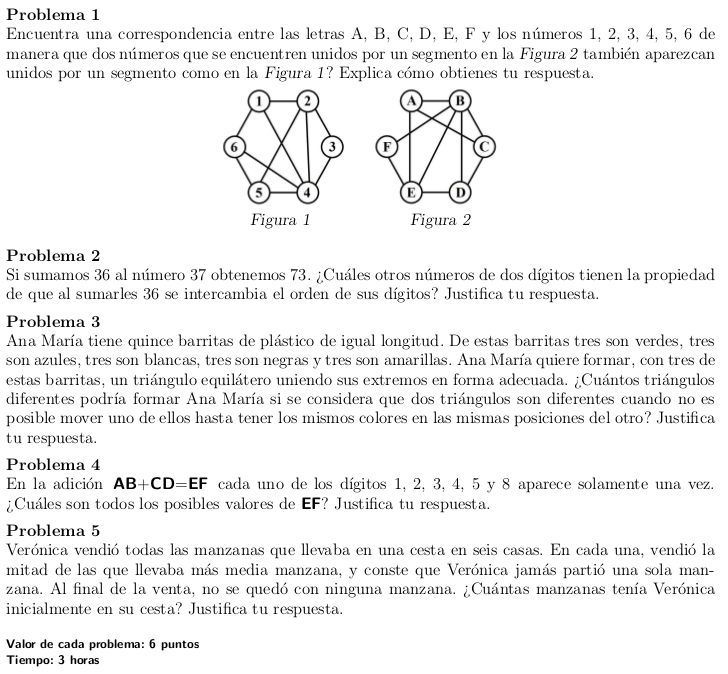 Problema 1
Encuentra una correspondencia entre las letras A, B, C, D, E, F y los números 1, 2, 3, 4, 5, 6 de
manera que dos números que se encuentren unidos por un segmento en la Figura 2 también aparezcan
unidos por un segmento como en la Figura 1? Explica cómo obtienes tu respuesta.
1 2 A B
6 3 F C
5 4 E D
Figura 1 Figura 2
Problema 2
Si sumamos 36 al número 37 obtenemos 73. ¿Cuáles otros números de dos dígitos tienen la propiedad
de que al sumarles 36 se intercambia el orden de sus dígitos? Justifica tu respuesta.
Problema 3
Ana María tiene quince barritas de plástico de igual longitud. De estas barritas tres son verdes, tres
son azules, tres son blancas, tres son negras y tres son amarillas. Ana María quiere formar, con tres de
estas barritas, un triángulo equilátero uniendo sus extremos en forma adecuada. ¿Cuántos triángulos
diferentes podría formar Ana María si se considera que dos triángulos son diferentes cuando no es
posible mover uno de ellos hasta tener los mismos colores en las mismas posiciones del otro? Justifica
tu respuesta.
Problema 4
En la adición AB+CD=EF cada uno de los dígitos 1, 2, 3, 4, 5 y 8 aparece solamente una vez.
¿Cuáles son todos los posibles valores de EF? Justifica tu respuesta.
Problema 5
Verónica vendió todas las manzanas que llevaba en una cesta en seis casas. En cada una, vendió la
mitad de las que llevaba más media manzana, y conste que Verónica jamás partió una sola man-
zana. Al final de la venta, no se quedó con ninguna manzana. ¿Cuántas manzanas tenía Verónica
inicialmente en su cesta? Justifica tu respuesta.
Valor de cada problema: 6 puntos
Tiempo: 3 horas